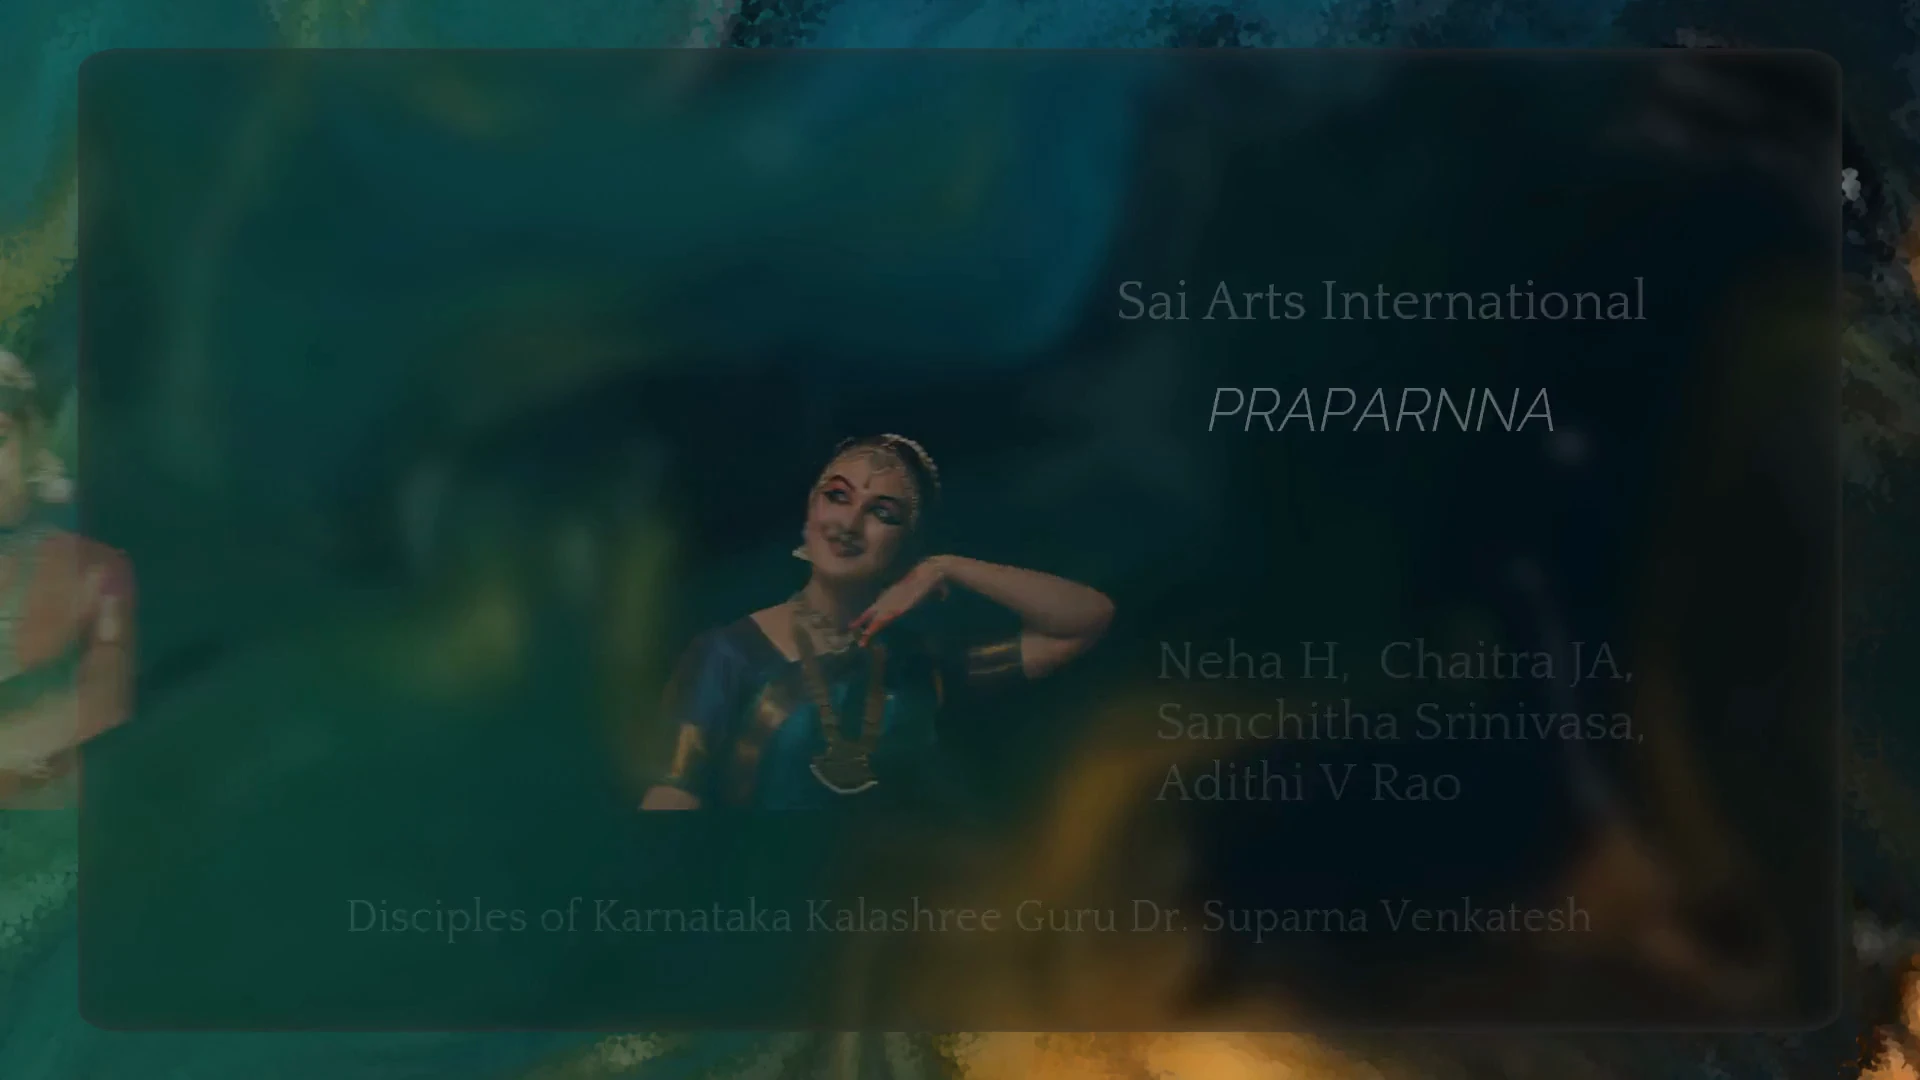 Sai Arts International
PRAPARNNA
Neha H, Chaitra JA,
Sanchitha Srinivasa,
Adithi V Rao
Disciples of Karnataka Kalashree Guru Dr. Suparna Venkatesh